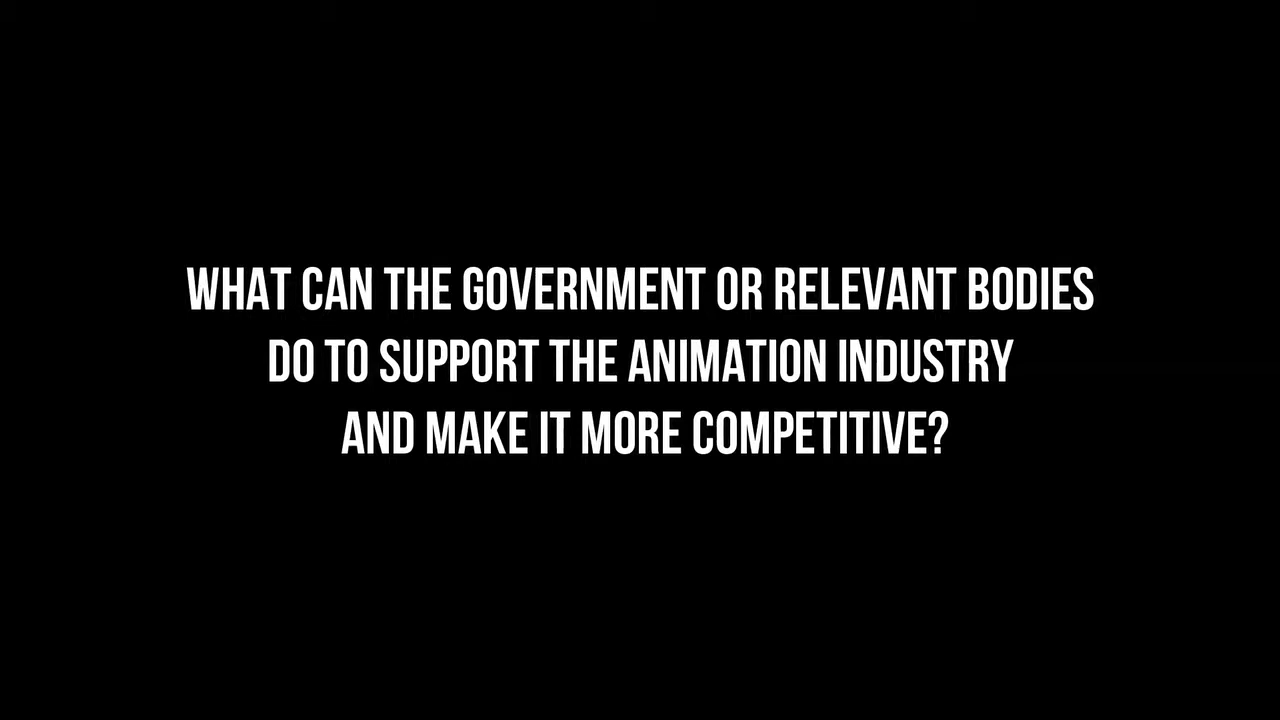 WHAT CAN THE GOVERNMENT OR RELEVANT BODIES
DO TO SUPPORT THE ANIMATION INDUSTRY
AND MAKE IT MORE COMPETITIVE?